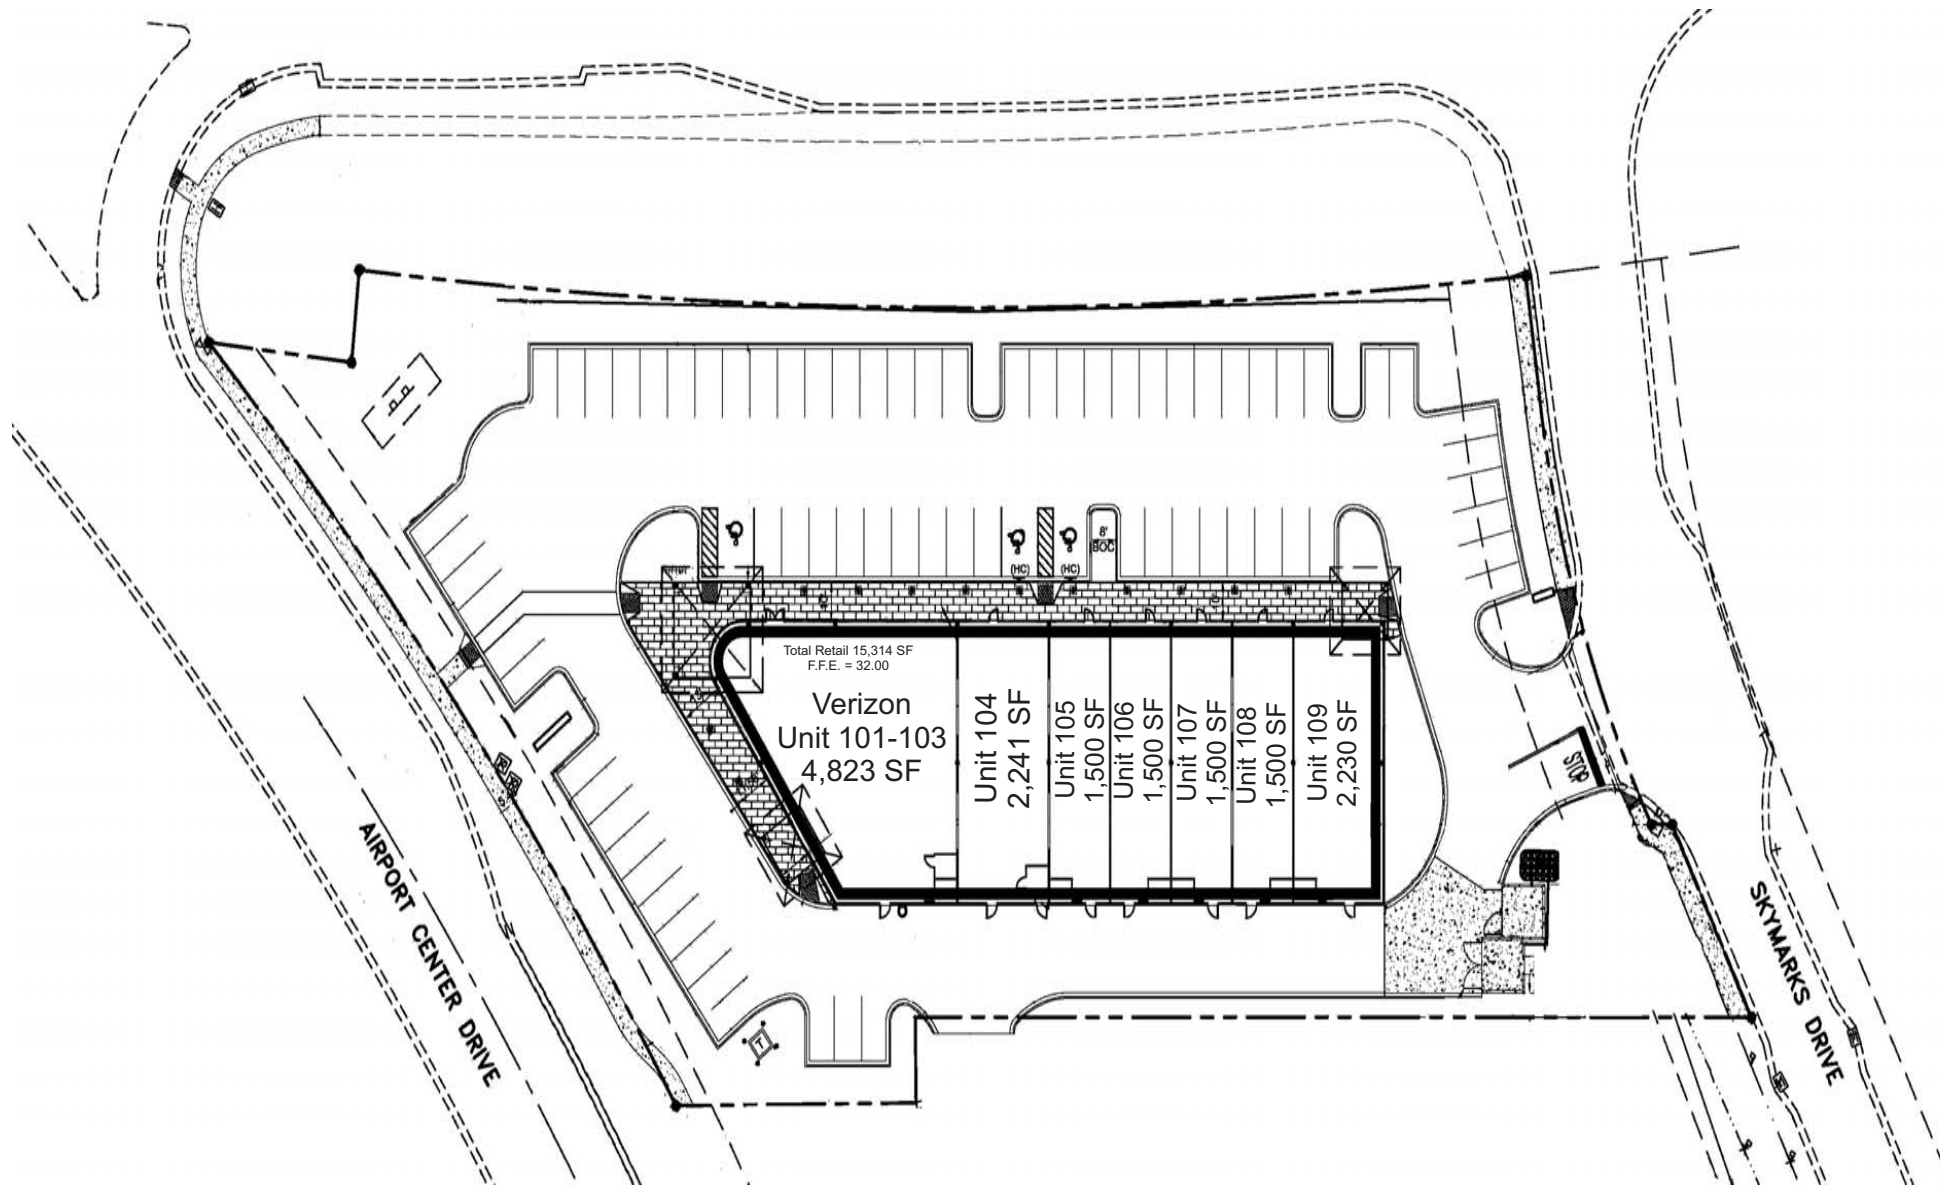 (HC)
(HC)
8'
BOC
Total Retail 15,314 SF
F.F.E. = 32.00
Verizon
Unit 101-103
4,823 SF
Unit 104
2,241 SF
Unit 105
1,500 SF
Unit 106
1,500 SF
Unit 107
1,500 SF
Unit 108
1,500 SF
Unit 109
2,230 SF
STOP
AIRPORT CENTER DRIVE
SKYMARKS DRIVE
T